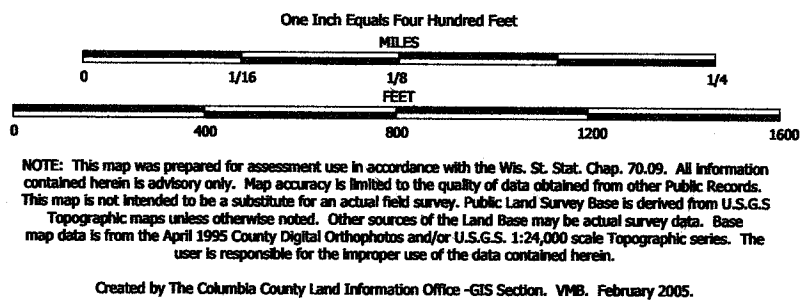 One Inch Equals Four Hundred Feet
MILES
0 1/16 1/8 1/4
FEET
0 400 800 1200 1600
NOTE: This map was prepared for assessment use in accordance with the Wis. St. Stat. Chap. 70.09. All information
contained herein is advisory only. Map accuracy is limited to the quality of data obtained from other Public Records.
This map is not intended to be a substitute for an actual field survey. Public Land Survey Base is derived from U.S.G.S
Topographic maps unless otherwise noted. Other sources of the Land Base may be actual survey data. Base
map data is from the April 1995 County Digital Orthophotos and/or U.S.G.S. 1:24,000 scale Topographic series. The
user is responsible for the improper use of the data contained herein.
Created by The Columbia County Land Information Office -GIS Section. VMB. February 2005.